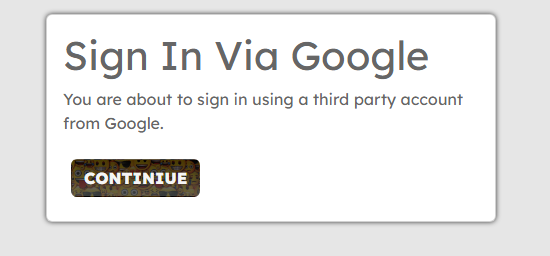 Sign In Via Google
You are about to sign in using a third party account
from Google.
CONTINIUE